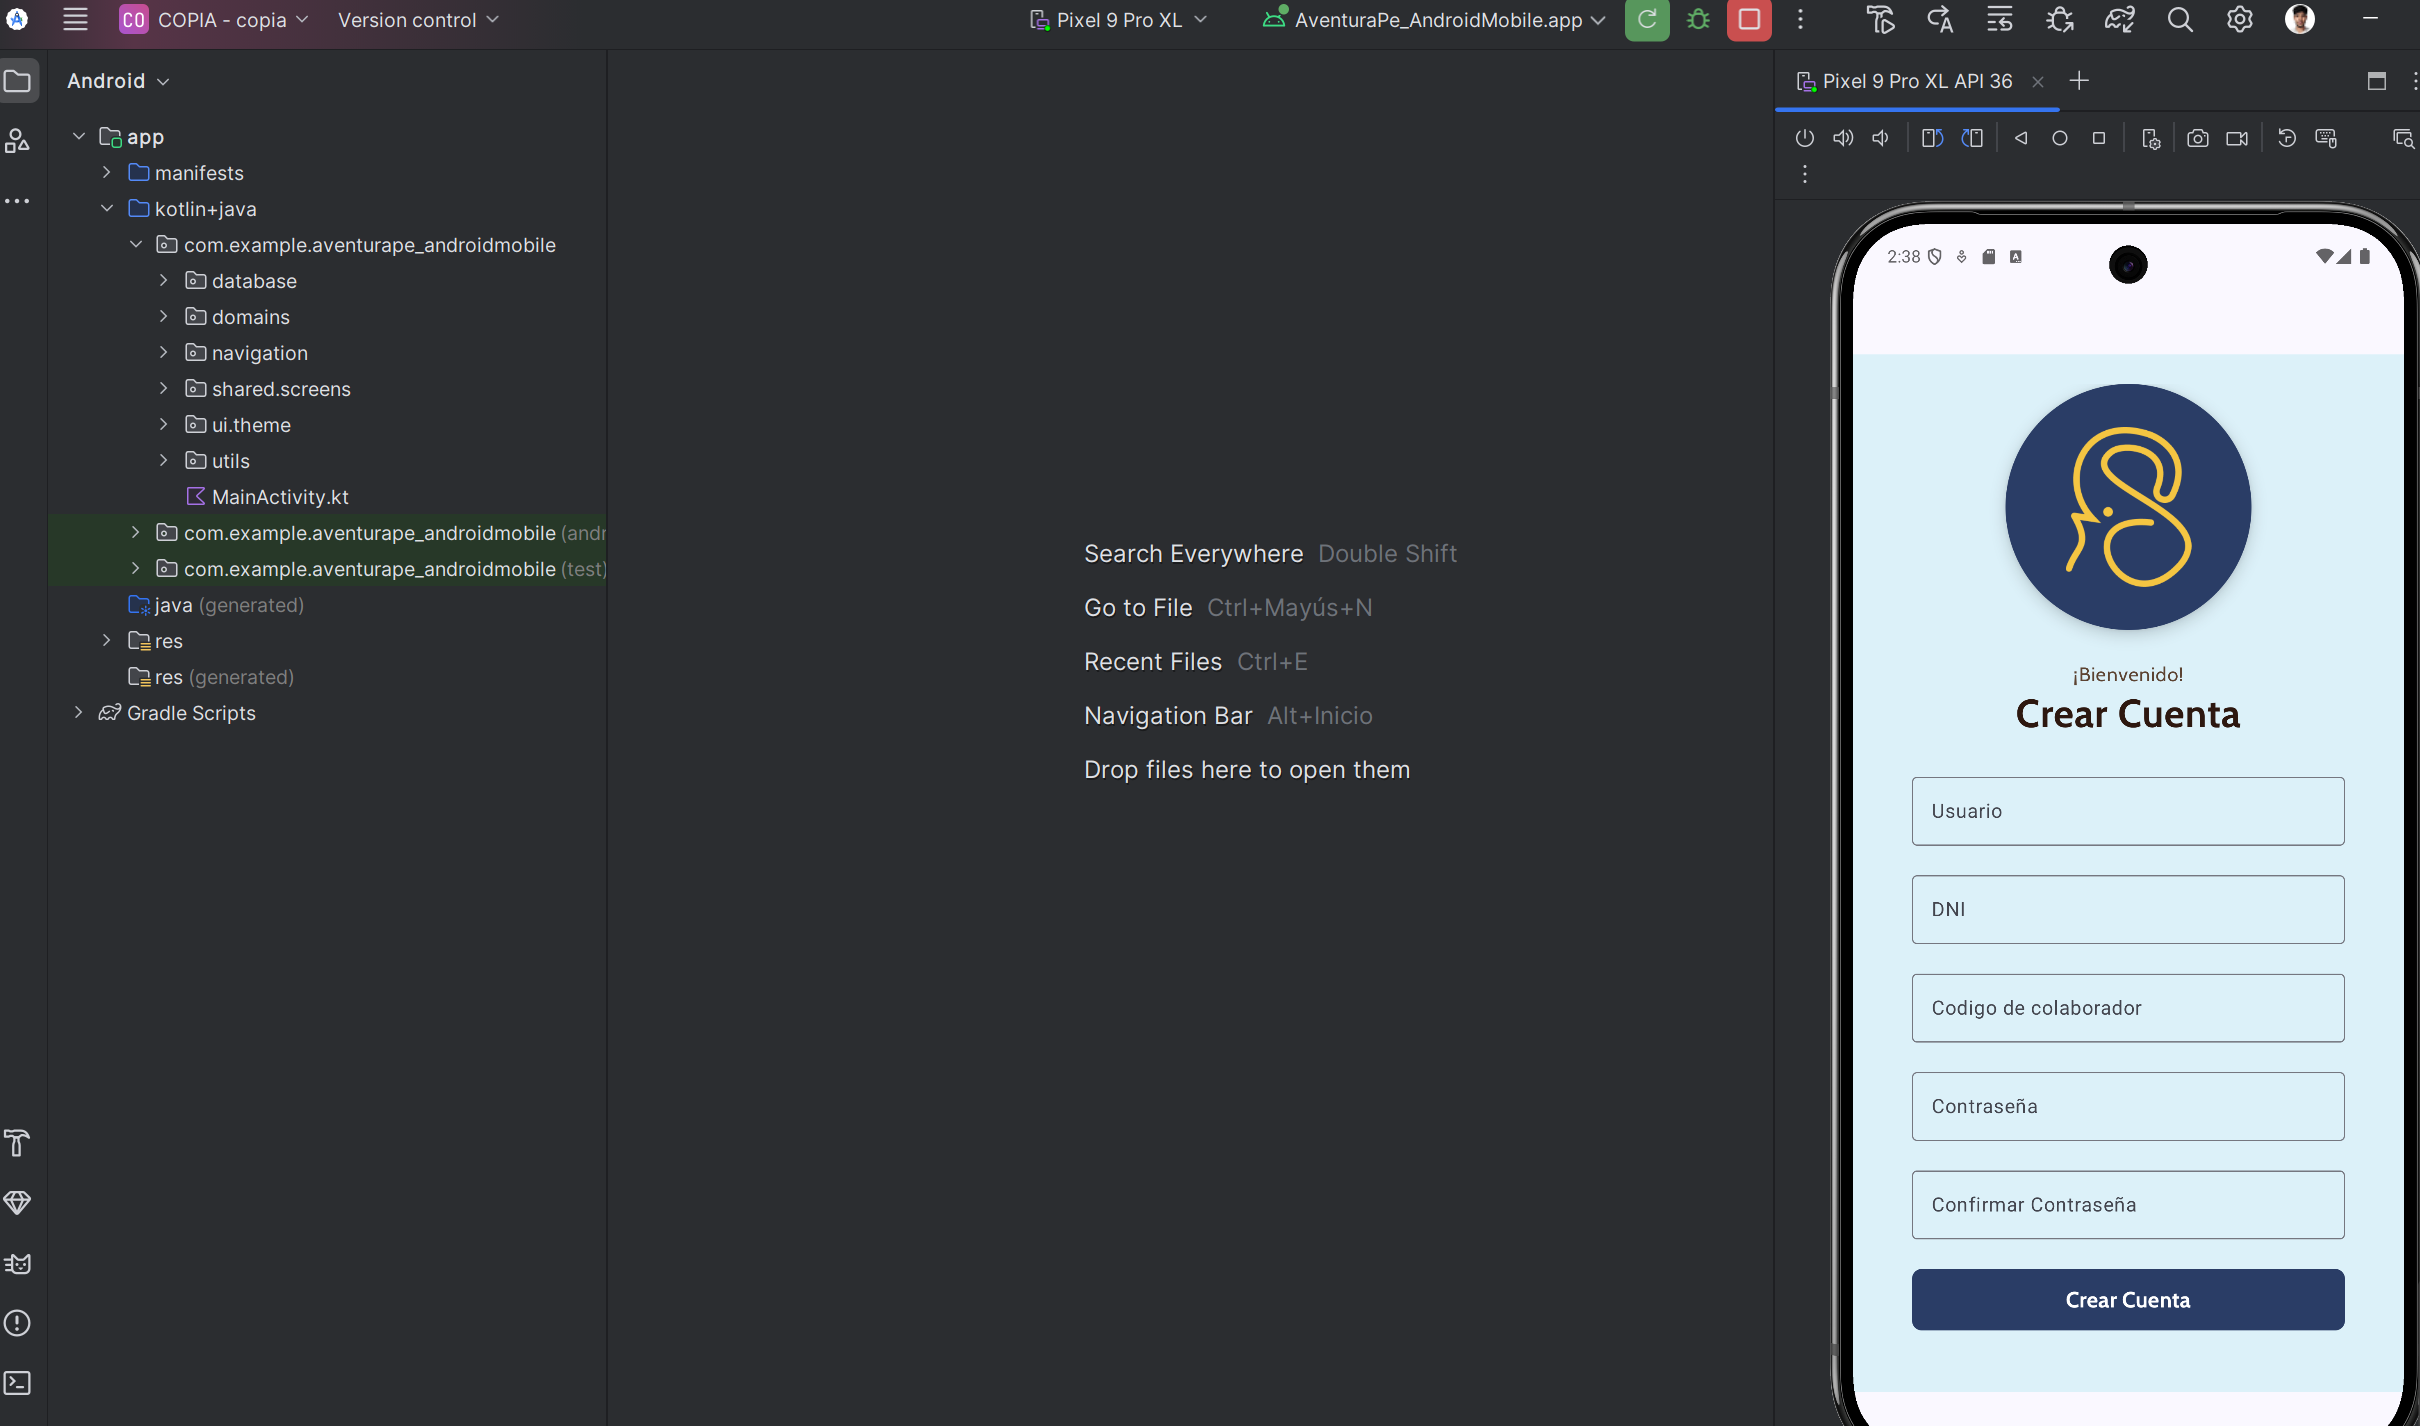 CO COPIA - copia Version control Pixel 9 Pro XL AventuraPe_AndroidMobile.app
Android
app
manifests
kotlin+java
com.example.aventurape_androidmobile
database
domains
navigation
shared.screens
ui.theme
utils
MainActivity.kt
com.example.aventurape_androidmobile (andr
com.example.aventurape_androidmobile (test)
java (generated)
res
res (generated)
Gradle Scripts
Search Everywhere Double Shift
Go to File Ctrl+Mayús+N
Recent Files Ctrl+E
Navigation Bar Alt+Inicio
Drop files here to open them
Pixel 9 Pro XL API 36
2:38
¡Bienvenido!
Crear Cuenta
Usuario
DNI
Codigo de colaborador
Contraseña
Confirmar Contraseña
Crear Cuenta